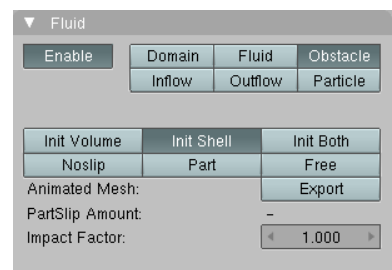 Fluid
Enable Domain Fluid Obstacle
Inflow Outflow Particle
Init Volume Init Shell Init Both
Noslip Part Free
Animated Mesh: Export
PartSlip Amount: –
Impact Factor: 1.000